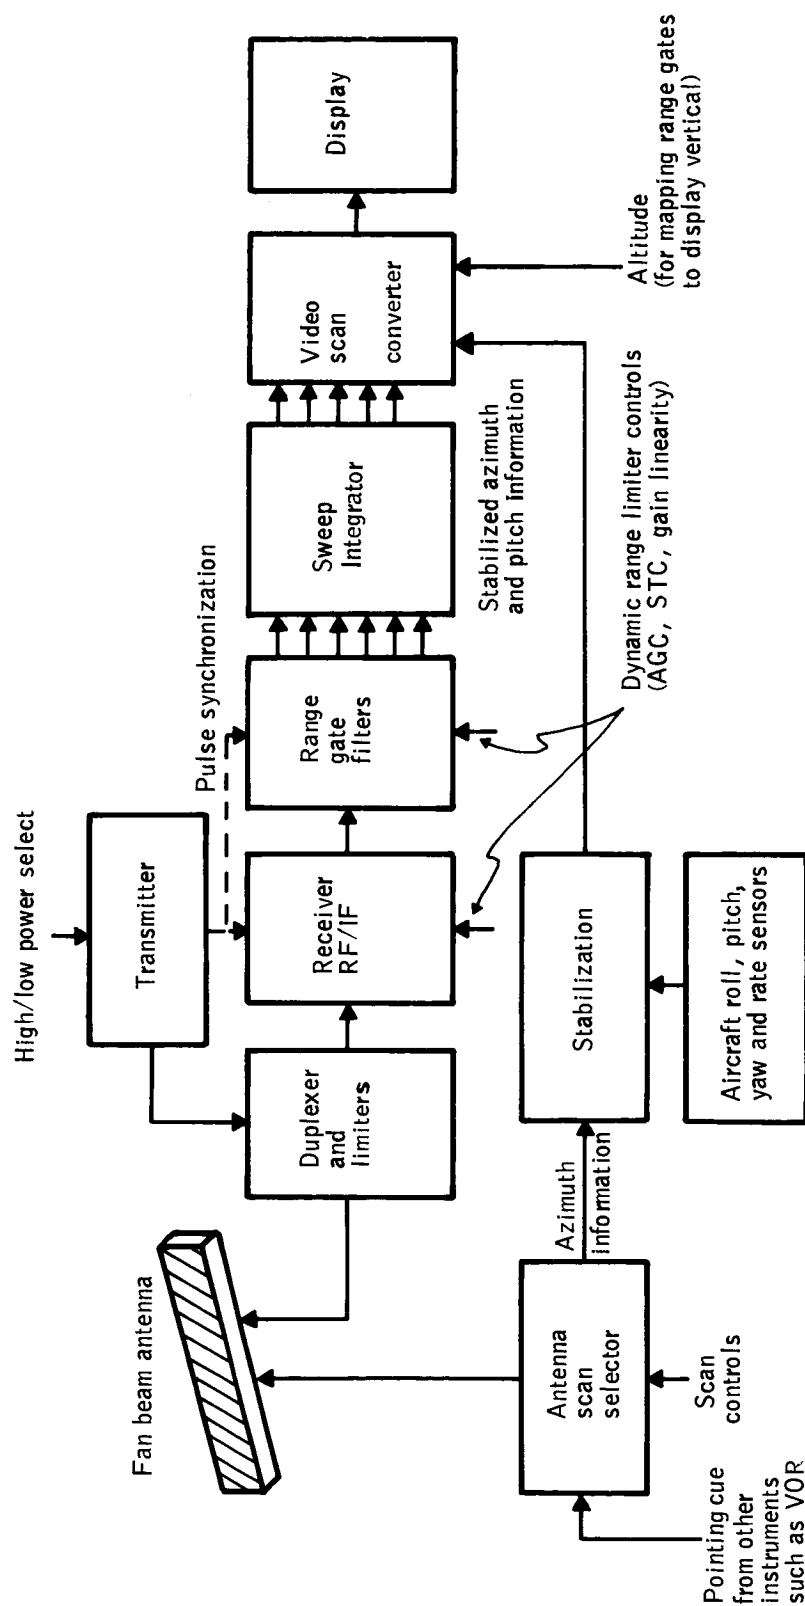 High/low power select
Transmitter
Pulse synchronization
Fan beam antenna
Duplexer
and
limiters
Receiver
RF/IF
Range
gate
filters
Sweep
Integrator
Video
scan
converter
Display
Stabilized azimuth
and pitch information
Azimuth
information
Antenna
scan
selector
Stabilization
Dynamic range limiter controls
(AGC, STC, gain linearity)
Altitude
(for mapping range gates
to display vertical)
Pointing cue
from other
instruments
such as VOR
Scan
controls
Aircraft roll, pitch,
yaw and rate sensors